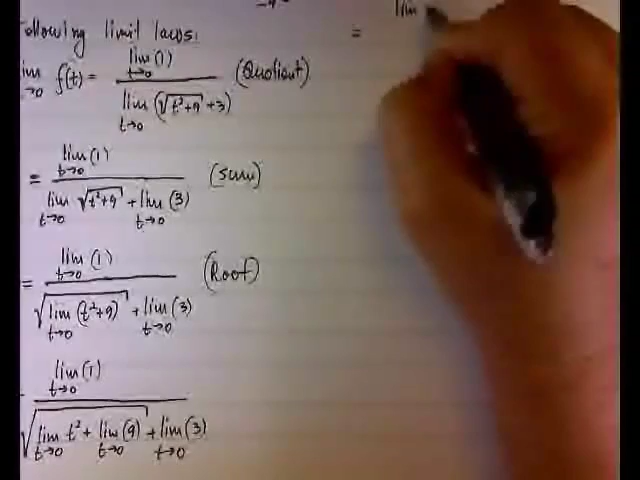 following limit laws:
lim t→0 f(t) = lim t→0 (1) / lim t→0 (√t²+9 +3) (Quotient)
= lim t→0 (1) / lim t→0 √t²+9 + lim t→0 (3) (Sum)
= lim t→0 (1) / √lim t→0 (t²+9) + lim t→0 (3) (Root)
lim t→0 (1) / √lim t→0 t² + lim t→0 (9) + lim t→0 (3)
= lim